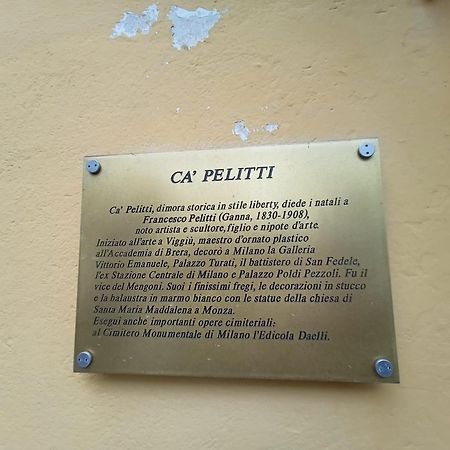 CA' PELITTI
Ca' Pelitti, dimora storica in stile liberty, diede i natali a
Francesco Pelitti (Ganna, 1830-1908),
noto artista e scultore, figlio e nipote d'arte.
Iniziato all'arte a Viggiù, maestro d'ornato plastico
all'Accademia di Brera, decorò a Milano la Galleria
Vittorio Emanuele, Palazzo Turati, il battistero di San Fedele,
l'ex Stazione Centrale di Milano e Palazzo Poldi Pezzoli. Fu il
vice del Mengoni. Suoi i finissimi fregi, le decorazioni in stucco
e la balaustra in marmo bianco con le statue della chiesa di
Santa Maria Maddalena a Monza.
Eseguì anche importanti opere cimiteriali:
al Cimitero Monumentale di Milano l'Edicola Daelli.